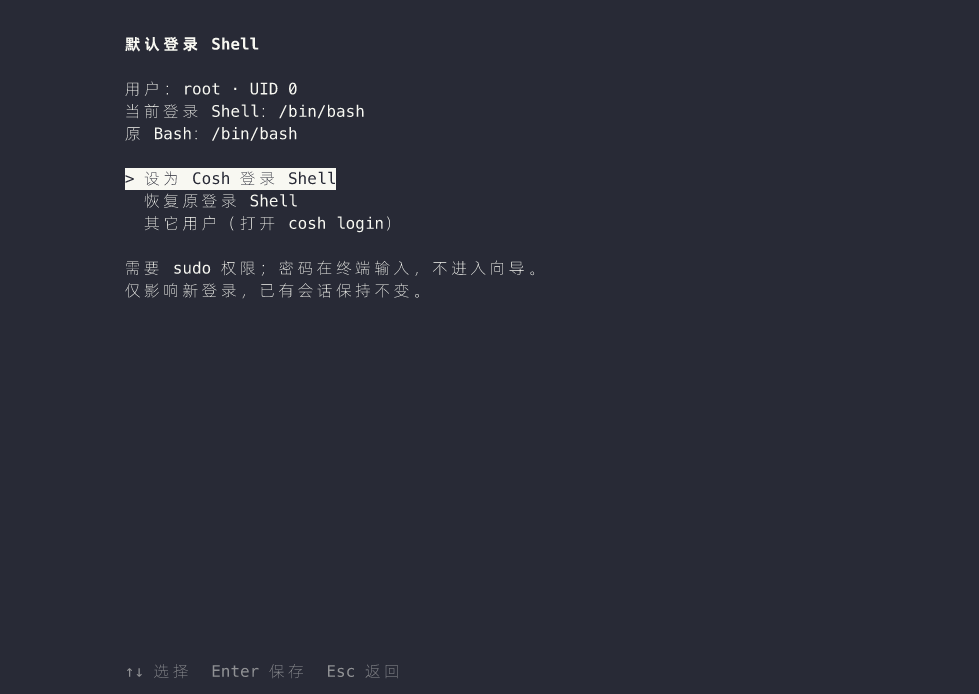 默认登录 Shell
用户: root · UID 0
当前登录 Shell: /bin/bash
原 Bash: /bin/bash
> 设为 Cosh 登录 Shell
恢复原登录 Shell
其它用户（打开 cosh login）
需要 sudo 权限；密码在终端输入，不进入向导。
仅影响新登录，已有会话保持不变。
↑↓ 选择  Enter 保存  Esc 返回